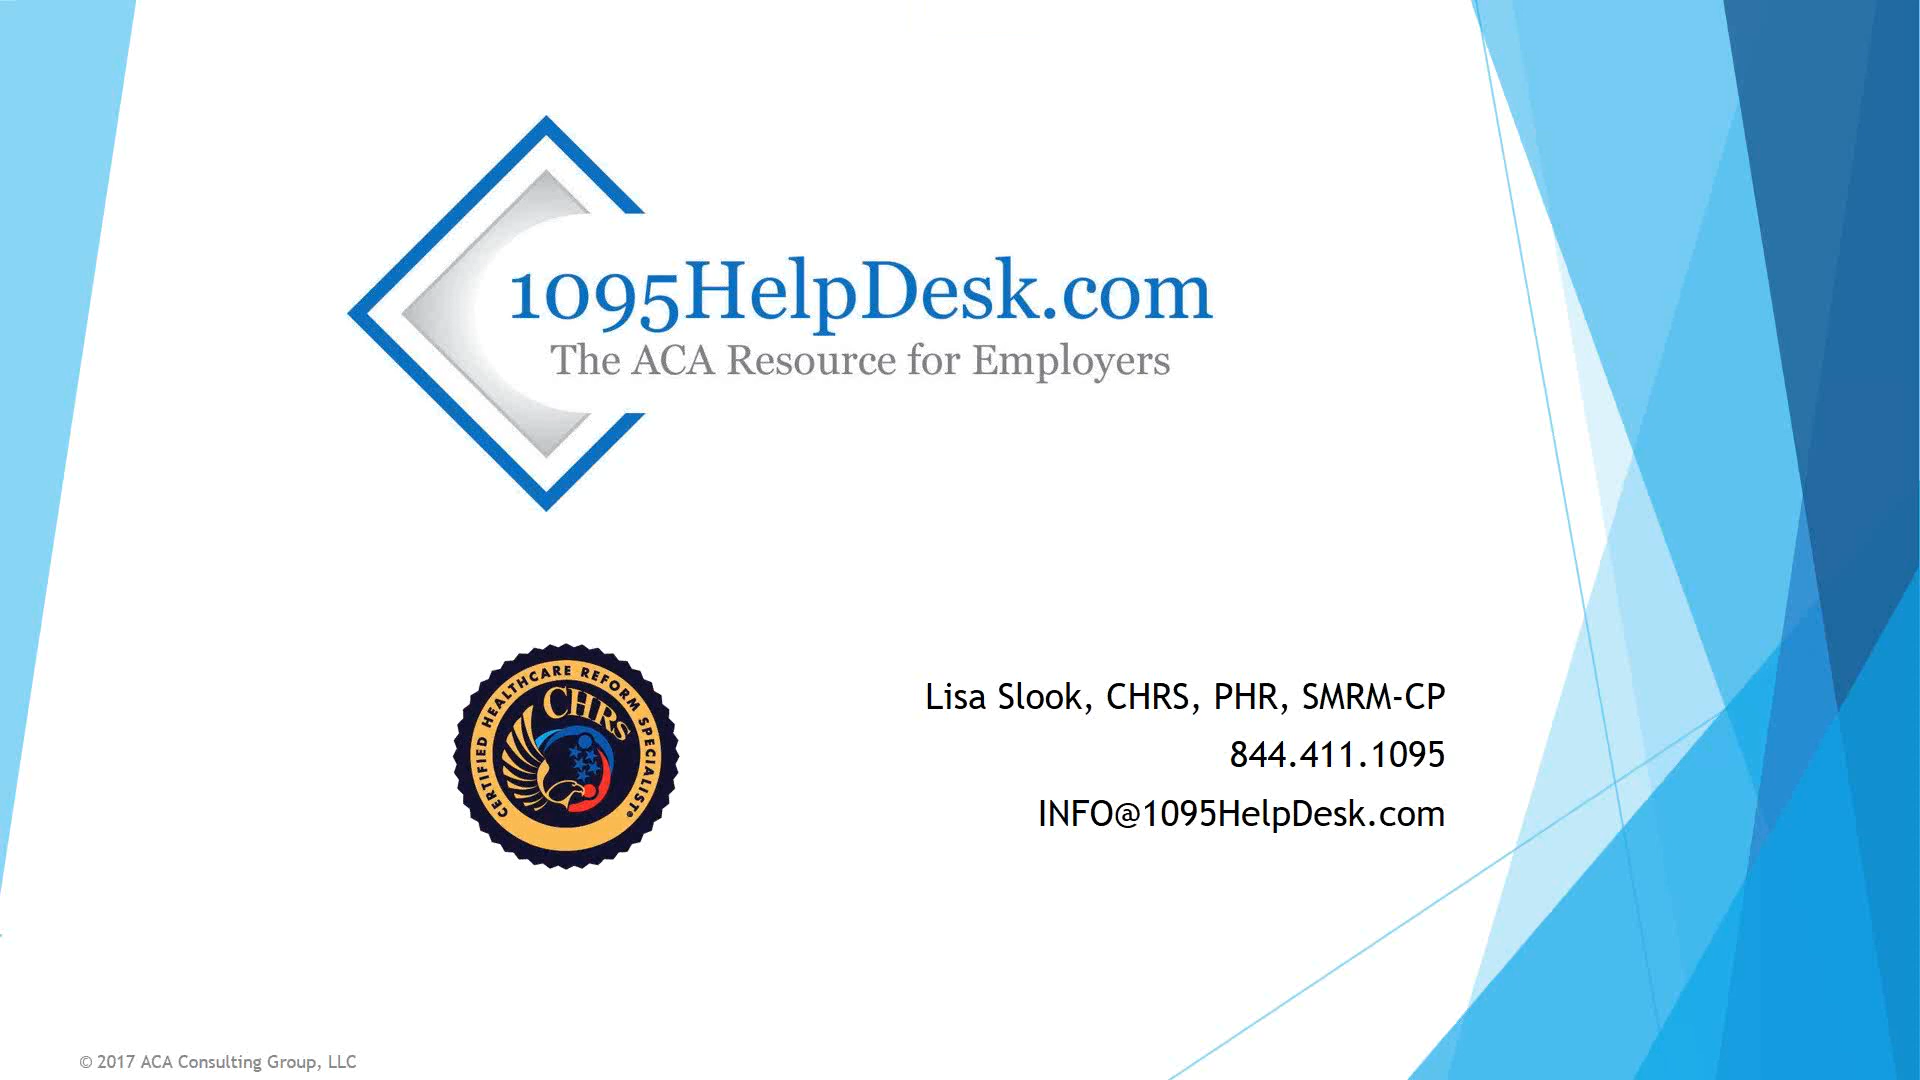 1095HelpDesk.com
The ACA Resource for Employers
CERTIFIED HEALTHCARE REFORM SPECIALIST®
CHRS
Lisa Slook, CHRS, PHR, SMRM-CP
844.411.1095
INFO@1095HelpDesk.com
© 2017 ACA Consulting Group, LLC